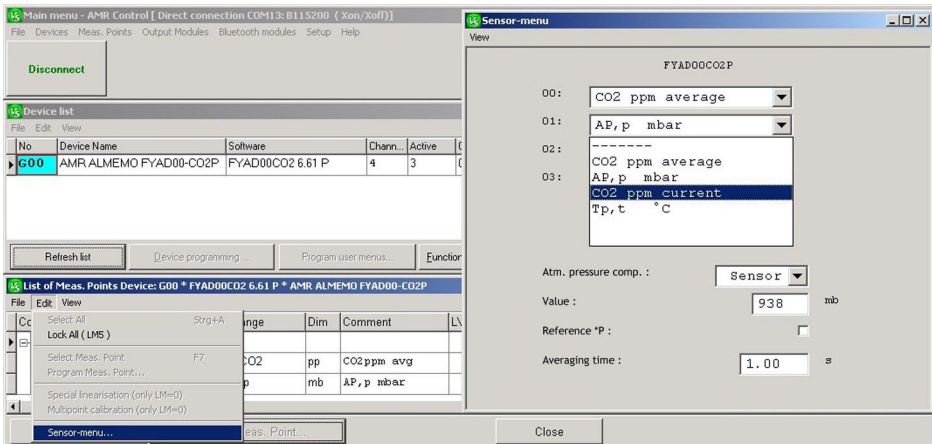 Main menu - AMR Control [ Direct connection COM13: B115200 ( Xon/Xoff)]
File Devices Meas. Points Output Modules Bluetooth modules Setup Help
Disconnect
Device list
File Edit View
No Device Name Software Chann... Active
G00 AMR ALMEMO FYAD00-CO2P FYAD00CO2 6.61 P 4 3
Refresh list Device programming ... Program user menus... Function
List of Meas. Points Device: G00 * FYAD00CO2 6.61 P * AMR ALMEMO FYAD00-CO2P
File Edit View
Co ange Dim Comment
Select All Strg+A
Lock All ( LM5 )
Select Meas. Point F7
Program Meas. Point...
CO2 pp CO2ppm avg
p mb AP,p mbar
Special linearisation (only LM=0)
Multipoint calibration (only LM=0)
Sensor-menu...
eas. Point...
Sensor-menu
View
FYAD00CO2P
00: CO2 ppm average
01: AP,p mbar
02: -------
CO2 ppm average
03: AP,p mbar
CO2 ppm current
Tp,t °C
Atm. pressure comp. : Sensor
Value : 938 mb
Reference *P :
Averaging time : 1.00 s
Close